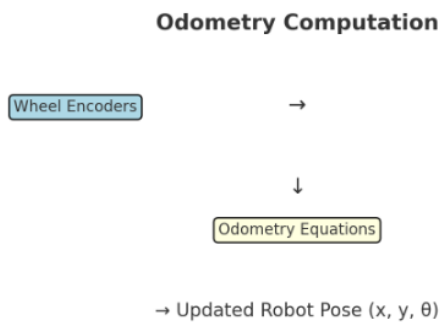 Odometry Computation
Wheel Encoders →
↓
Odometry Equations
→ Updated Robot Pose (x, y, θ)